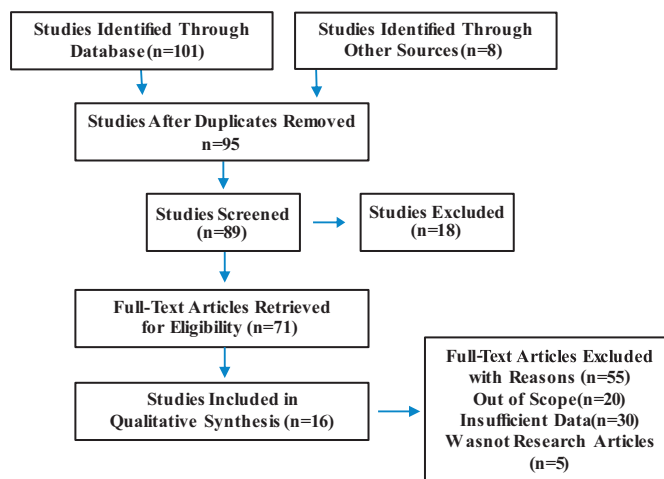 Studies Identified Through
Database (n=101)
Studies Identified Through
Other Sources (n=8)
Studies After Duplicates Removed
n=95
Studies Screened
(n=89)
Studies Excluded
(n=18)
Full-Text Articles Retrieved
for Eligibility (n=71)
Studies Included in
Qualitative Synthesis (n=16)
Full-Text Articles Excluded
with Reasons (n=55)
Out of Scope(n=20)
Insufficient Data(n=30)
Wasnot Research Articles
(n=5)